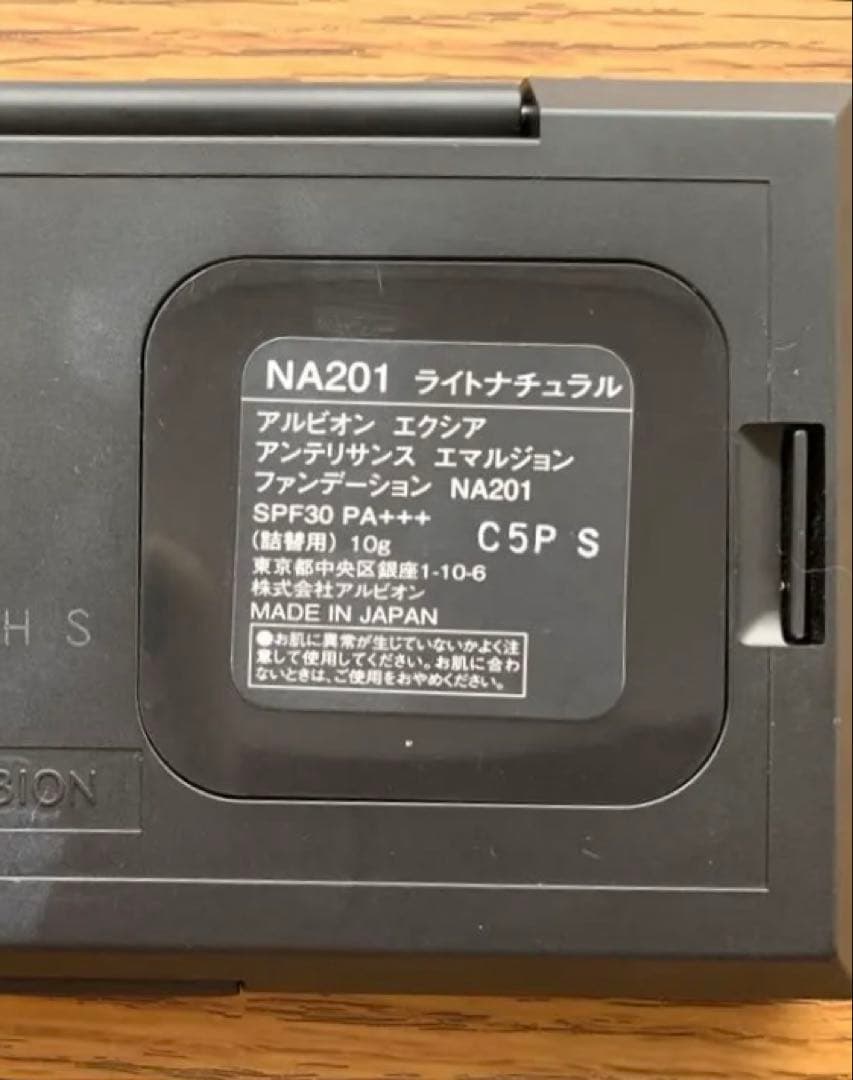 NA201 ライトナチュラル
アルビオン エクシア
アンテリサンス エマルジョン
ファンデーション NA201
SPF30 PA+++
(詰替用) 10g
C5P S
東京都中央区銀座1-10-6
株式会社アルビオン
MADE IN JAPAN
●お肌に異常が生じていないかよく注
意して使用してください。お肌に合わ
ないときは、ご使用をおやめください。
H S
BION